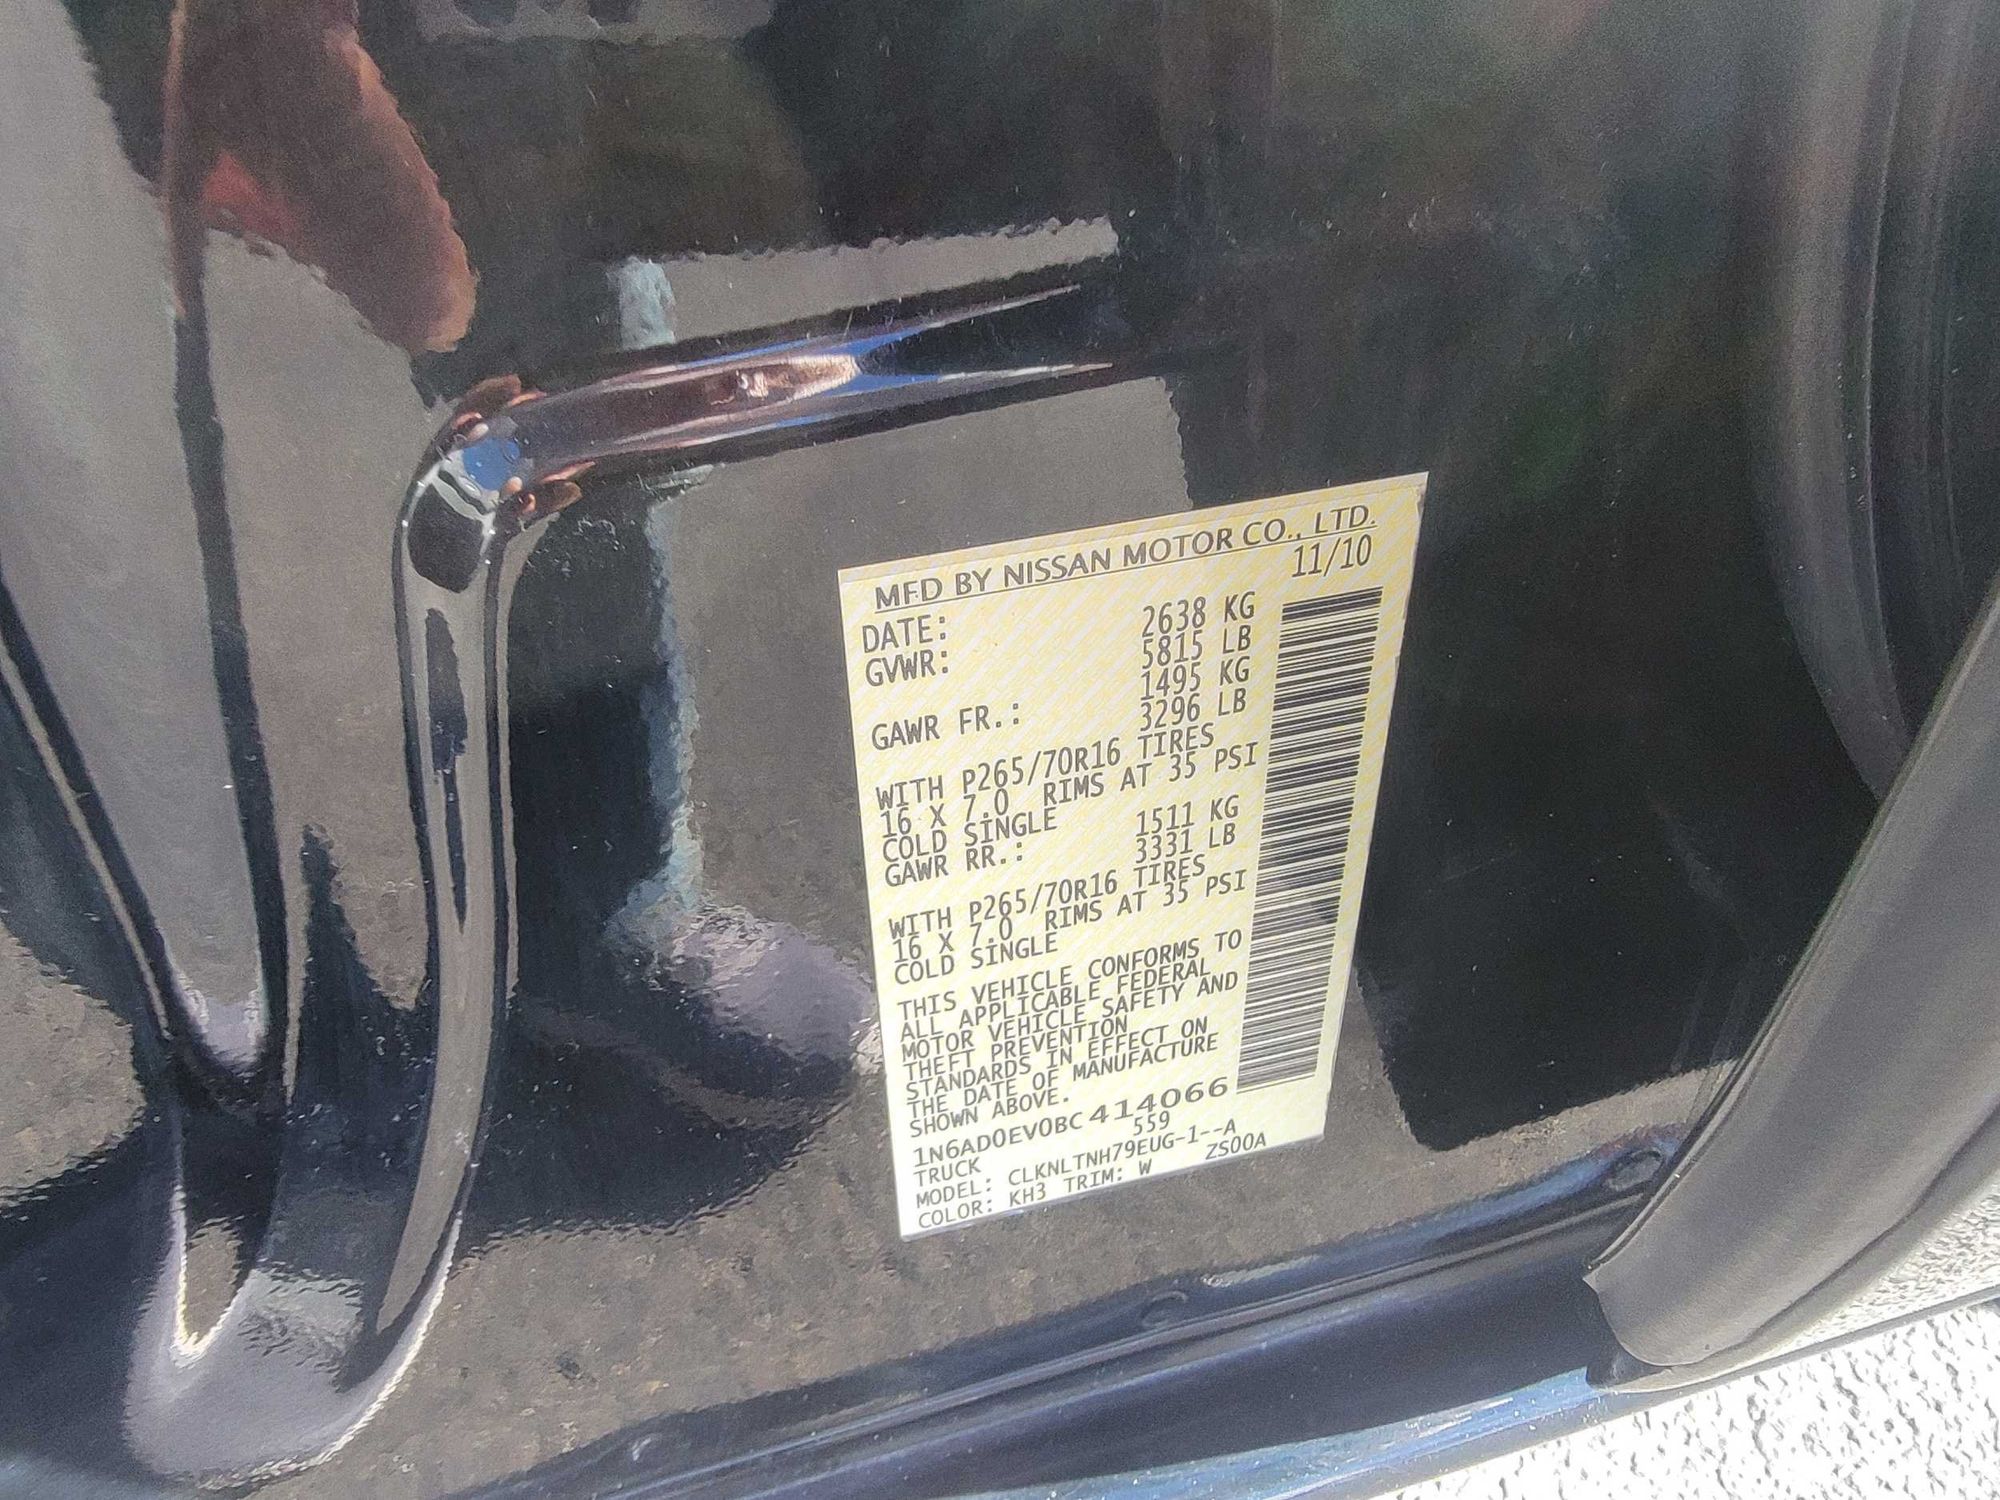 MFD BY NISSAN MOTOR CO., LTD.
DATE: 11/10
GVWR: 2638 KG
5815 LB
GAWR FR.: 1495 KG
3296 LB
WITH P265/70R16 TIRES
16 X 7.0 RIMS AT 35 PSI
COLD SINGLE
GAWR RR.: 1511 KG
3331 LB
WITH P265/70R16 TIRES
16 X 7.0 RIMS AT 35 PSI
COLD SINGLE
THIS VEHICLE CONFORMS TO
ALL APPLICABLE FEDERAL
MOTOR VEHICLE SAFETY AND
THEFT PREVENTION
STANDARDS IN EFFECT ON
THE DATE OF MANUFACTURE
SHOWN ABOVE.
1N6AD0EV0BC414066
TRUCK 559
MODEL: CLKNLTNH79EUG-1--A
COLOR: KH3 TRIM: W ZS00A